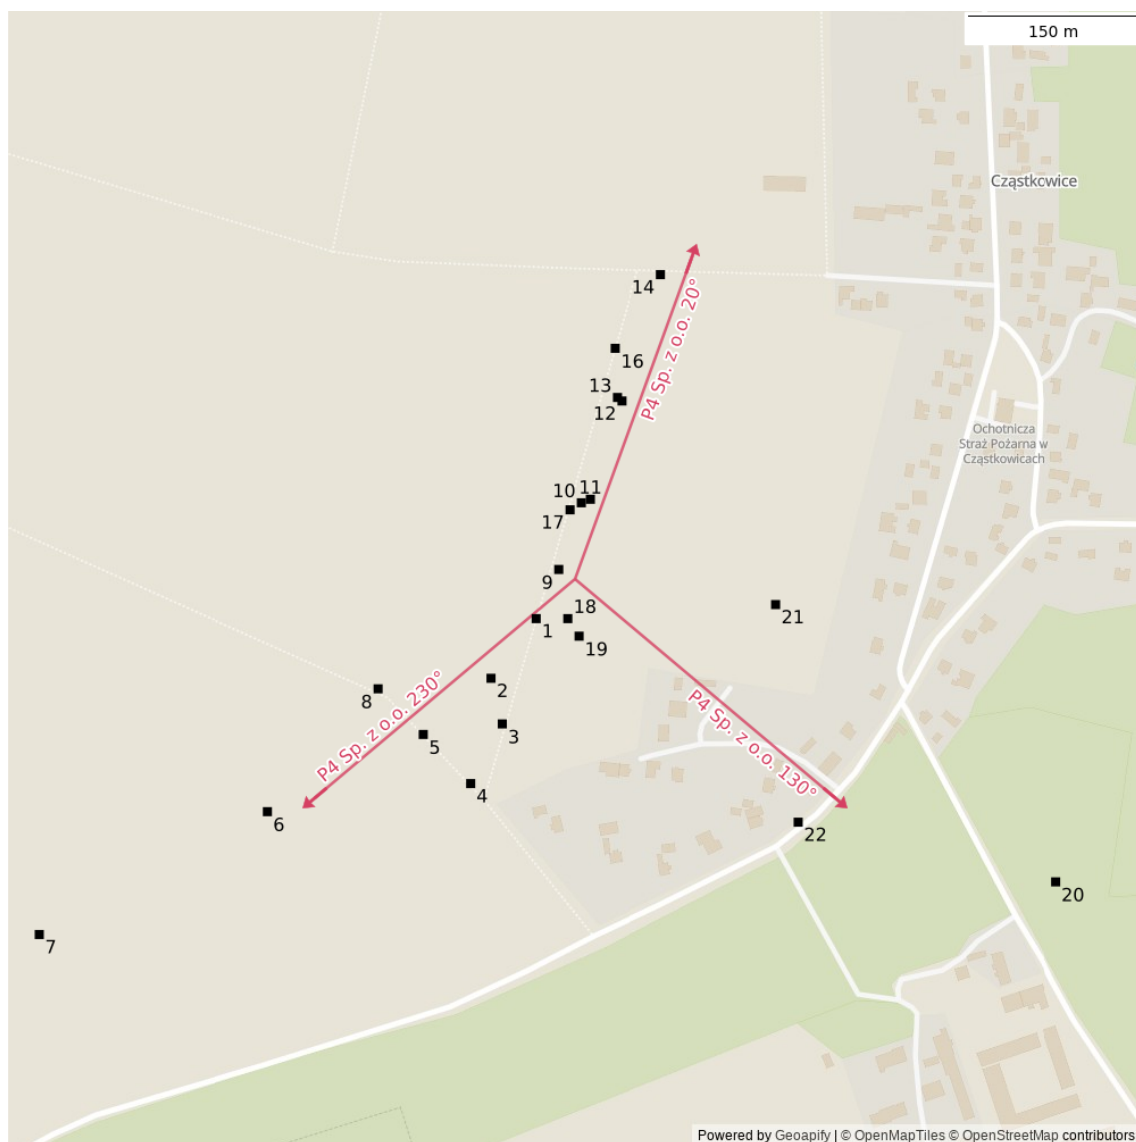 150 m
Cząstkowice
14
P4 Sp. z o.o. 20°
16
13
12
Ochotnicza
Straż Pożarna w
Cząstkowicach
10
11
17
9
18
21
1
19
2
8
P4 Sp. z o.o. 230°
P4 Sp. z o.o. 130°
3
5
4
6
22
20
7
Powered by Geoapify | © OpenMapTiles © OpenStreetMap contributors